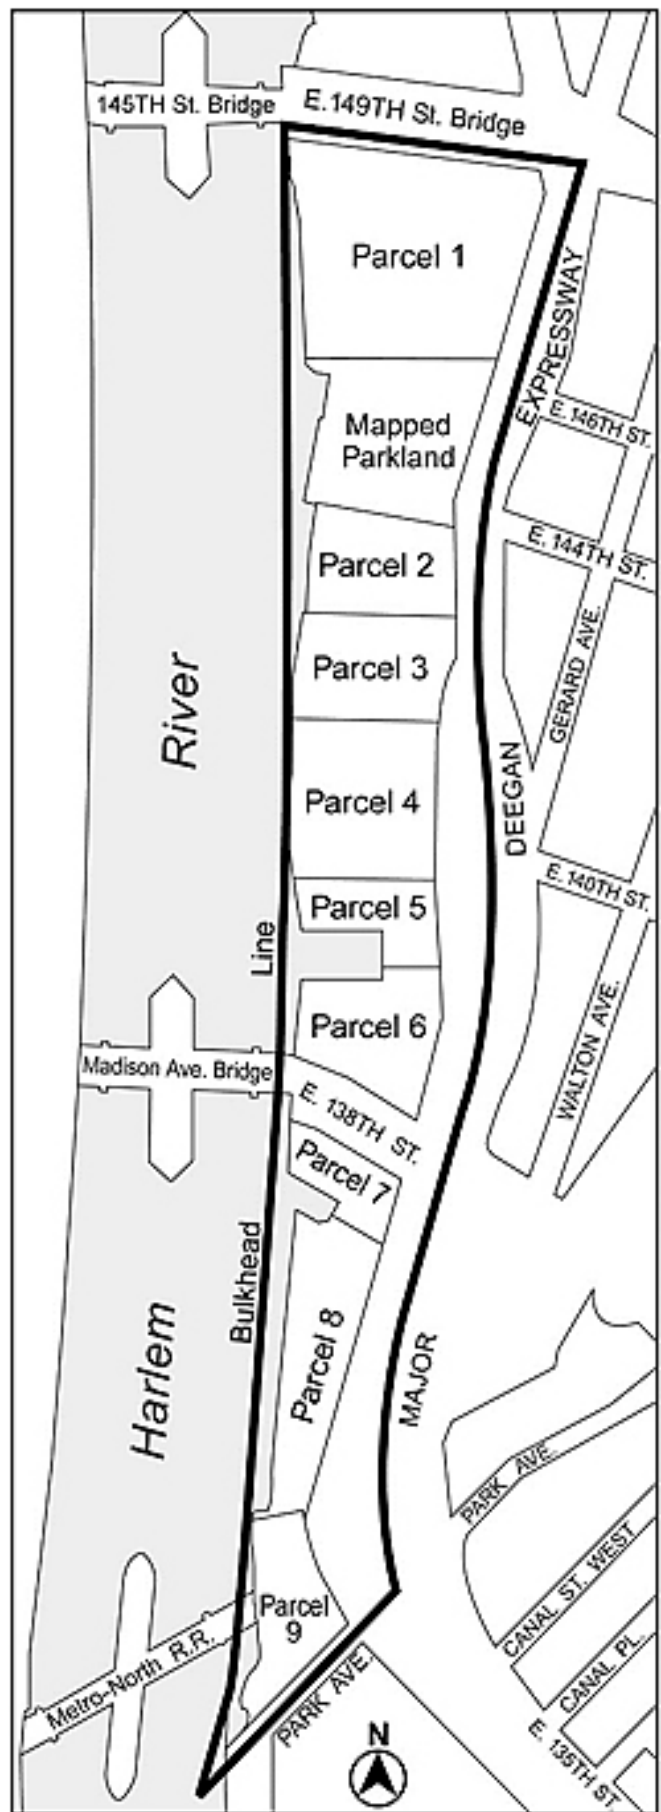 145TH St. Bridge
E. 149TH St. Bridge
Parcel 1
EXPRESSWAY
E. 146TH ST.
Mapped
Parkland
E. 144TH ST.
Parcel 2
GERARD AVE.
Parcel 3
River
DEEGAN
Parcel 4
E. 140TH ST.
Parcel 5
Line
WALTON AVE.
Parcel 6
Madison Ave. Bridge
E. 138TH ST.
Parcel 7
Bulkhead
Harlem
Parcel 8
MAJOR
PARK AVE.
CANAL ST. WEST
Parcel
9
Metro-North R.R.
CANAL PL.
PARK AVE.
E. 135TH ST.
N